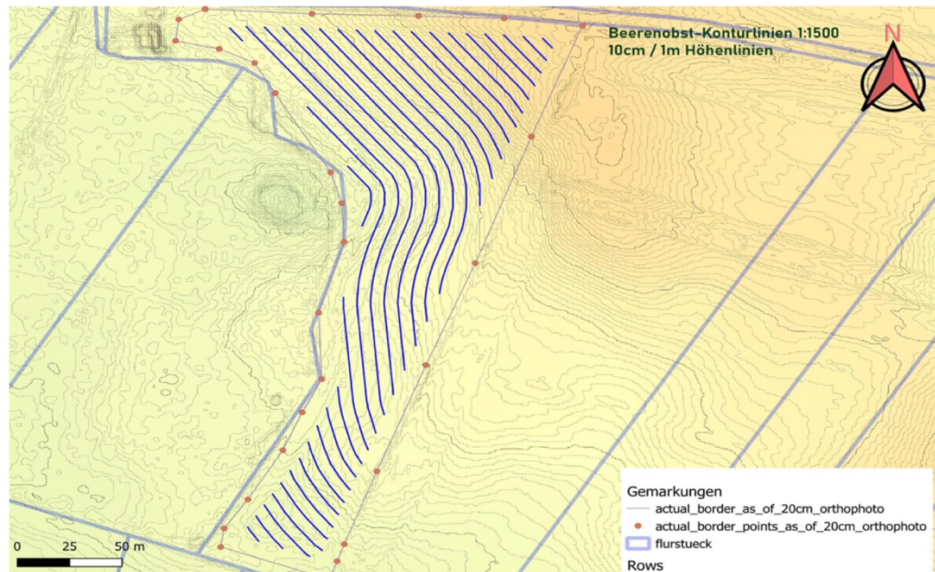 Beerenobst-Konturlinien 1:1500
10cm / 1m Höhenlinien
N
Gemarkungen
actual_border_as_of_20cm_orthophoto
actual_border_points_as_of_20cm_orthophoto
flurstueck
Rows
0 25 50 m